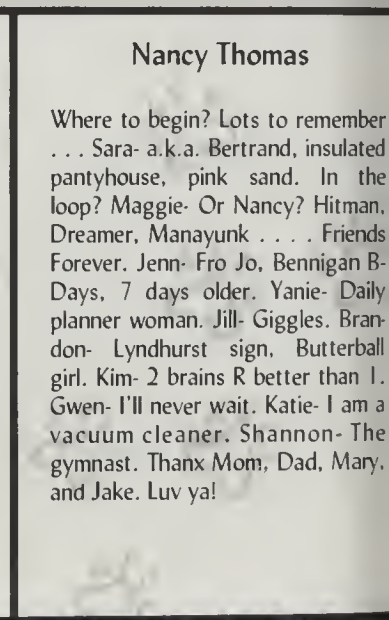 Nancy Thomas
Where to begin? Lots to remember
. . . Sara- a.k.a. Bertrand, insulated
pantyhouse, pink sand. In the
loop? Maggie- Or Nancy? Hitman,
Dreamer, Manayunk . . . . Friends
Forever. Jenn- Fro Jo, Bennigan B-
Days, 7 days older. Yanie- Daily
planner woman. Jill- Giggles. Bran-
don- Lyndhurst sign, Butterball
girl. Kim- 2 brains R better than 1.
Gwen- I'll never wait. Katie- I am a
vacuum cleaner. Shannon- The
gymnast. Thanx Mom, Dad, Mary,
and Jake. Luv ya!